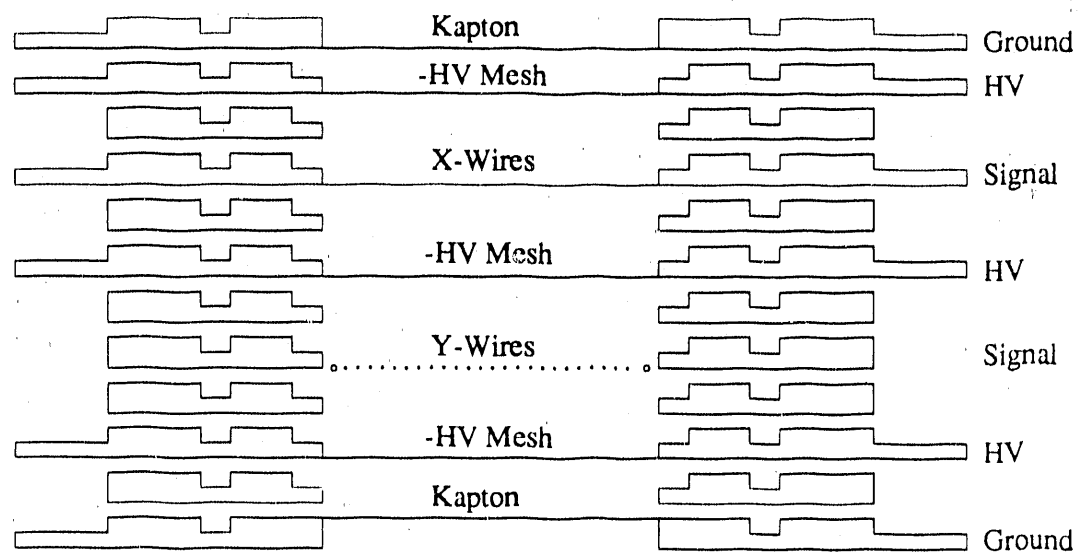 Kapton
Ground
-HV Mesh
HV
X-Wires
Signal
-HV Mesh
HV
Y-Wires
Signal
-HV Mesh
HV
Kapton
Ground